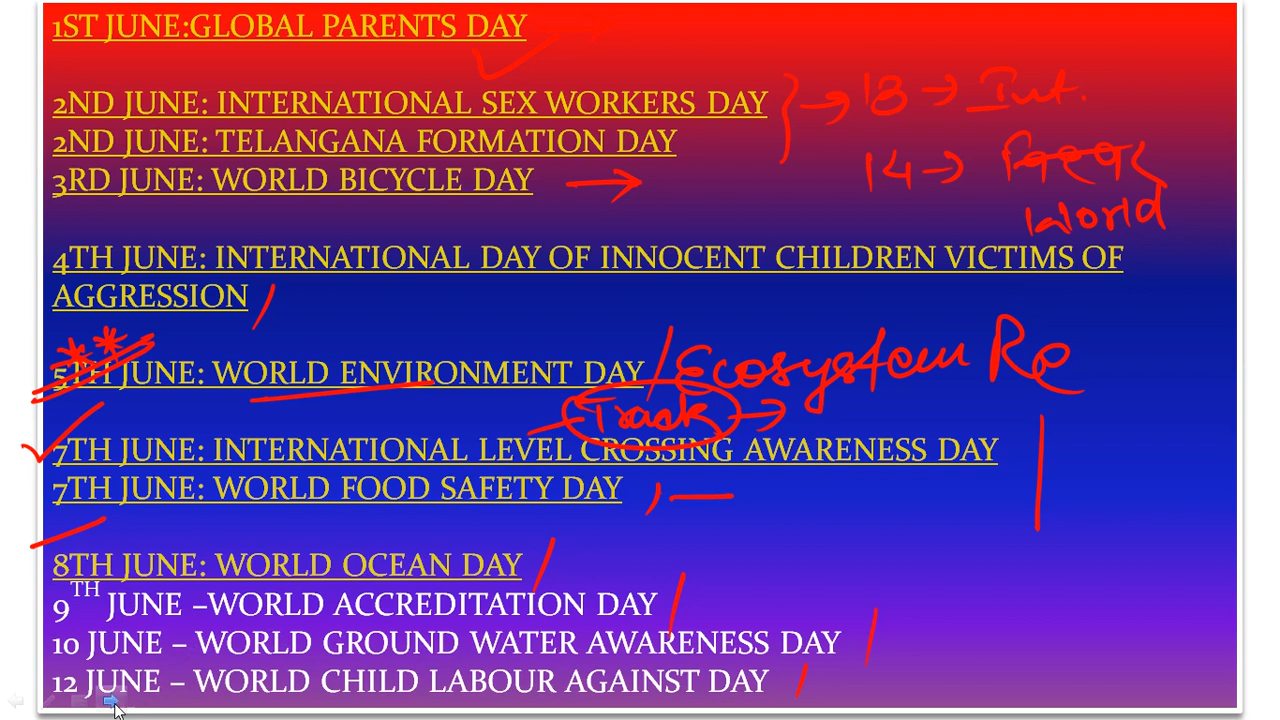 1ST JUNE:GLOBAL PARENTS DAY
2ND JUNE: INTERNATIONAL SEX WORKERS DAY
18 → Int.
2ND JUNE: TELANGANA FORMATION DAY
3RD JUNE: WORLD BICYCLE DAY
14 →
World
4TH JUNE: INTERNATIONAL DAY OF INNOCENT CHILDREN VICTIMS OF
AGGRESSION
5TH JUNE: WORLD ENVIRONMENT DAY
/Ecosystem Re
Track →
7TH JUNE: INTERNATIONAL LEVEL CROSSING AWARENESS DAY
7TH JUNE: WORLD FOOD SAFETY DAY
8TH JUNE: WORLD OCEAN DAY
9TH JUNE –WORLD ACCREDITATION DAY
10 JUNE – WORLD GROUND WATER AWARENESS DAY
12 JUNE – WORLD CHILD LABOUR AGAINST DAY